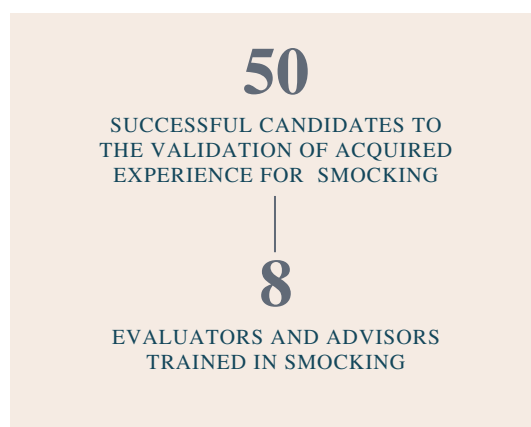 50
SUCCESSFUL CANDIDATES TO
THE VALIDATION OF ACQUIRED
EXPERIENCE FOR SMOCKING
8
EVALUATORS AND ADVISORS
TRAINED IN SMOCKING